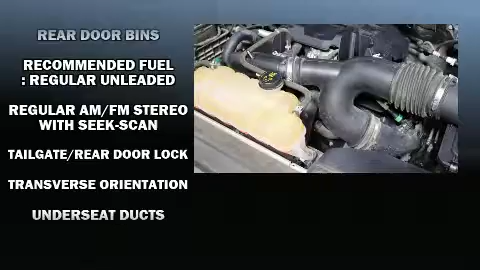 REAR DOOR BINS
RECOMMENDED FUEL
: REGULAR UNLEADED
REGULAR AM/FM STEREO
WITH SEEK-SCAN
TAILGATE/REAR DOOR LOCK
TRANSVERSE ORIENTATION
UNDERSEAT DUCTS